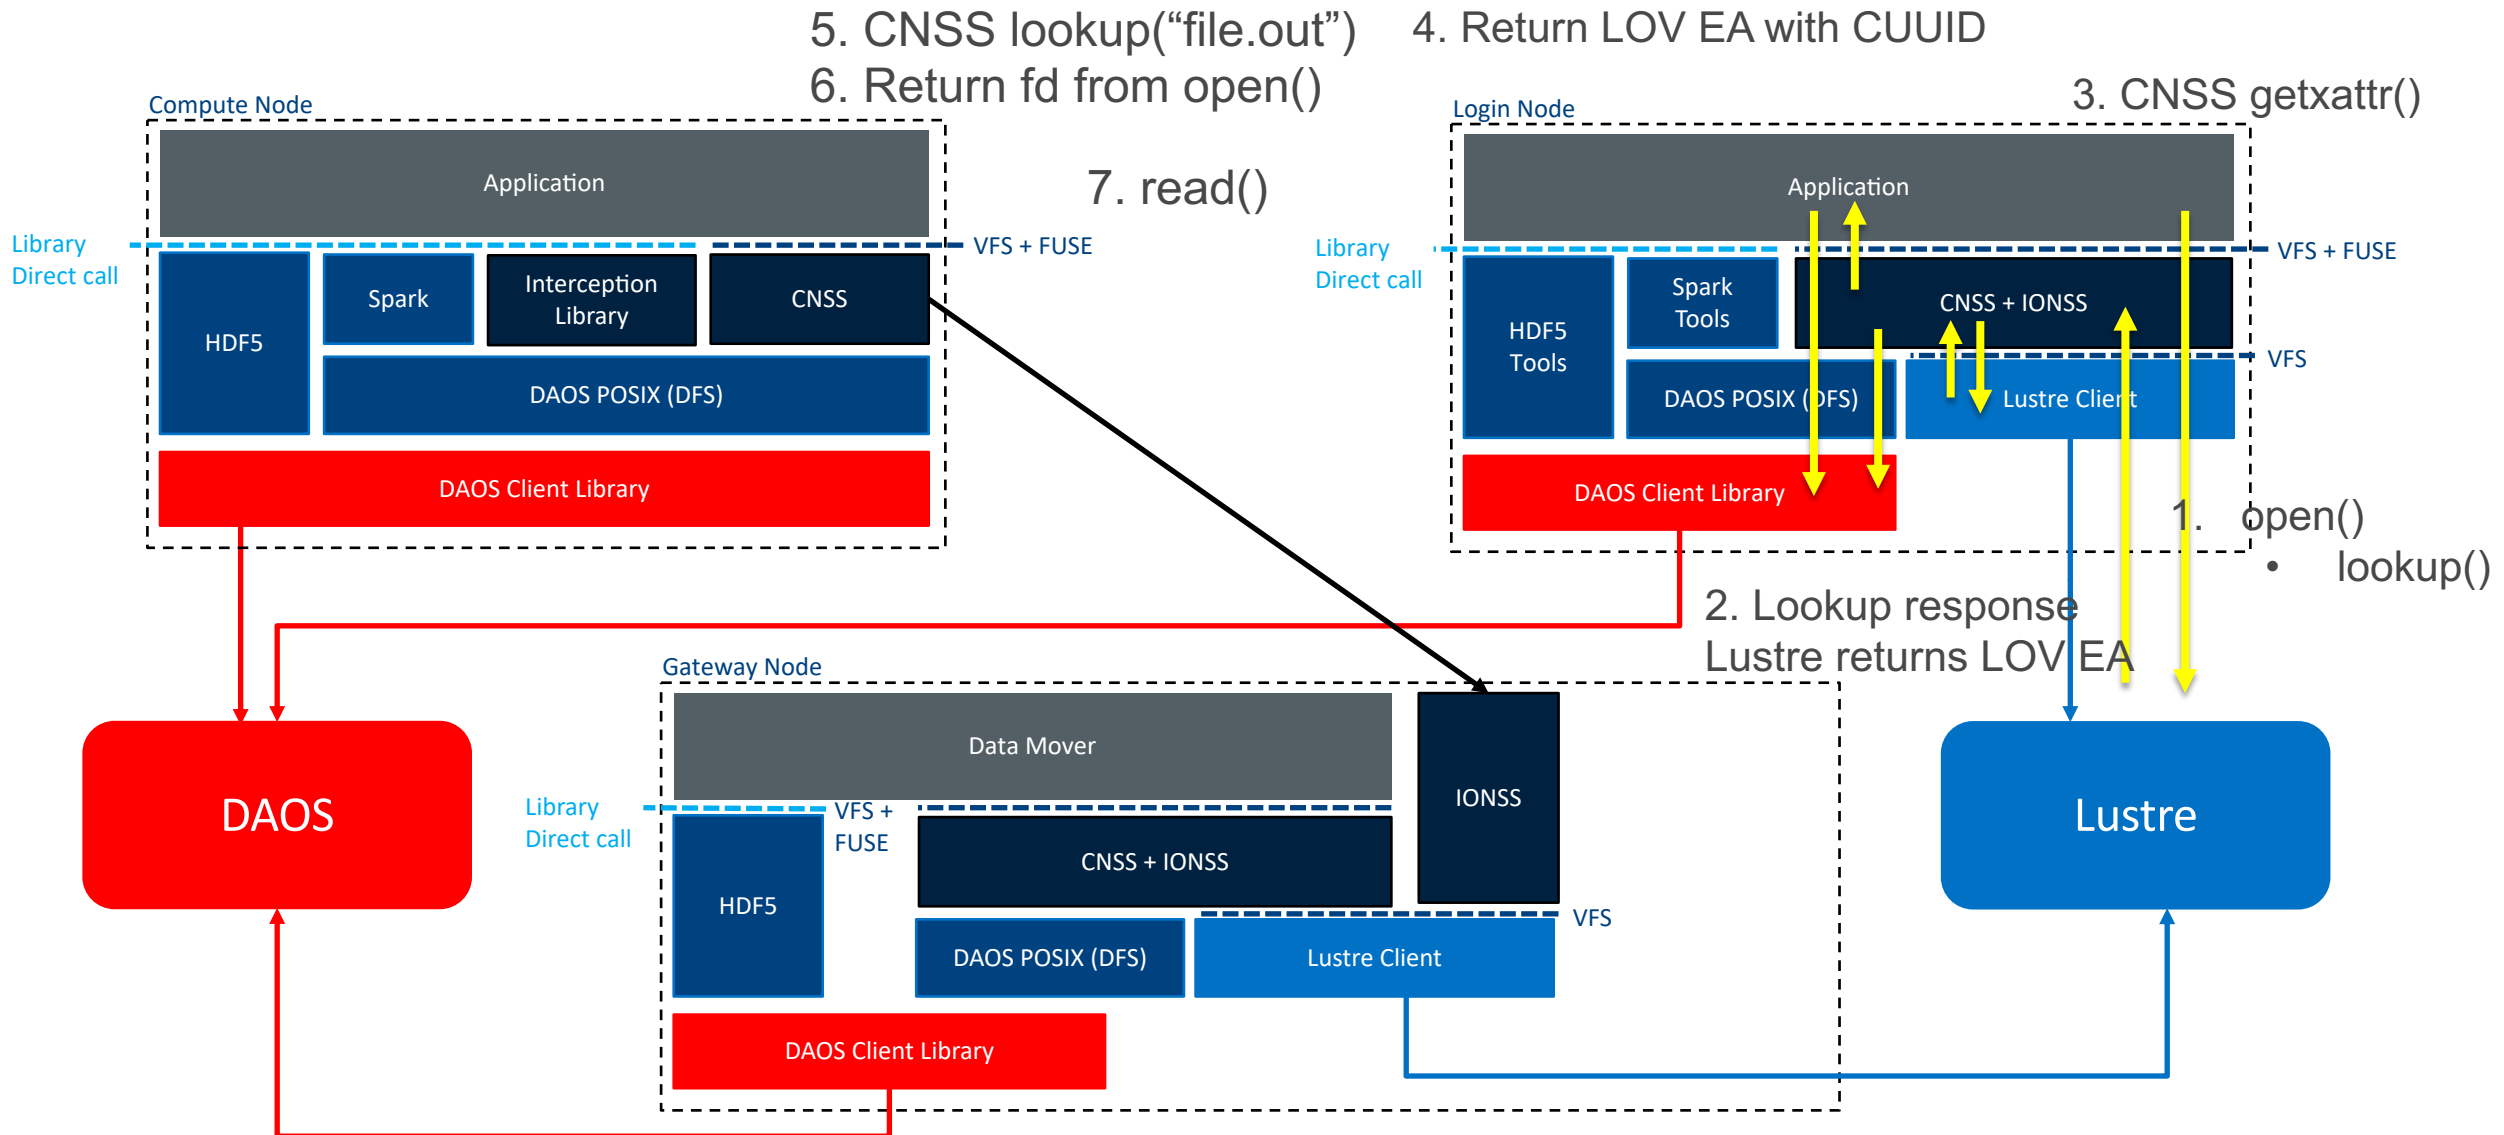 5. CNSS lookup(“file.out”)
6. Return fd from open()
4. Return LOV EA with CUUID
3. CNSS getxattr()
7. read()
Compute Node
Application
Library
Direct call
VFS + FUSE
HDF5
Spark
Interception
Library
CNSS
DAOS POSIX (DFS)
DAOS Client Library
Login Node
Application
Library
Direct call
VFS + FUSE
HDF5
Tools
Spark
Tools
CNSS + IONSS
VFS
DAOS POSIX (DFS)
Lustre Client
DAOS Client Library
1. open()
• lookup()
2. Lookup response
Lustre returns LOV EA
Gateway Node
Data Mover
IONSS
Library
Direct call
VFS +
FUSE
HDF5
CNSS + IONSS
VFS
DAOS POSIX (DFS)
Lustre Client
DAOS Client Library
DAOS
Lustre